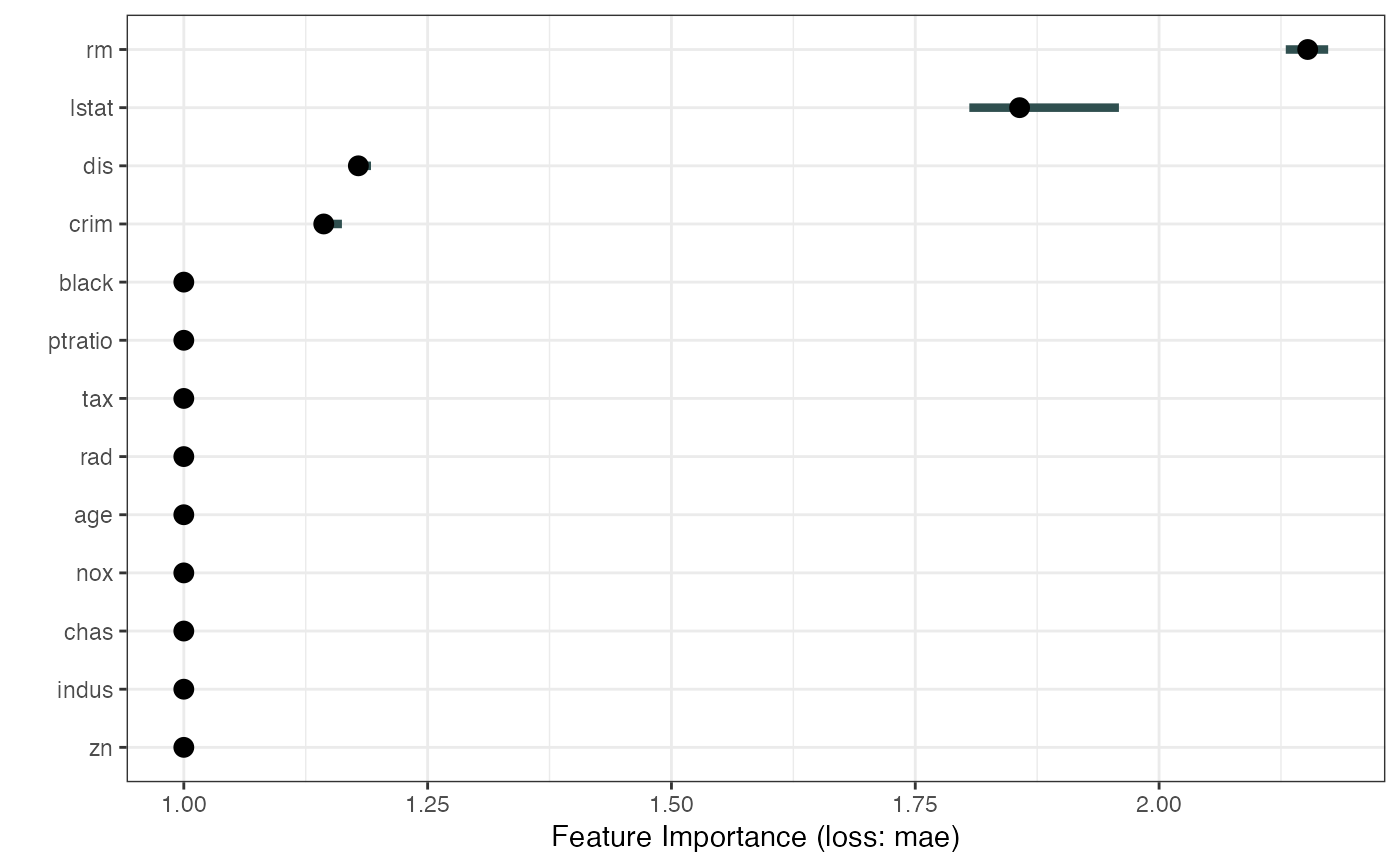 rm
lstat
dis
crim
black
ptratio
tax
rad
age
nox
chas
indus
zn
1.00 1.25 1.50 1.75 2.00
Feature Importance (loss: mae)